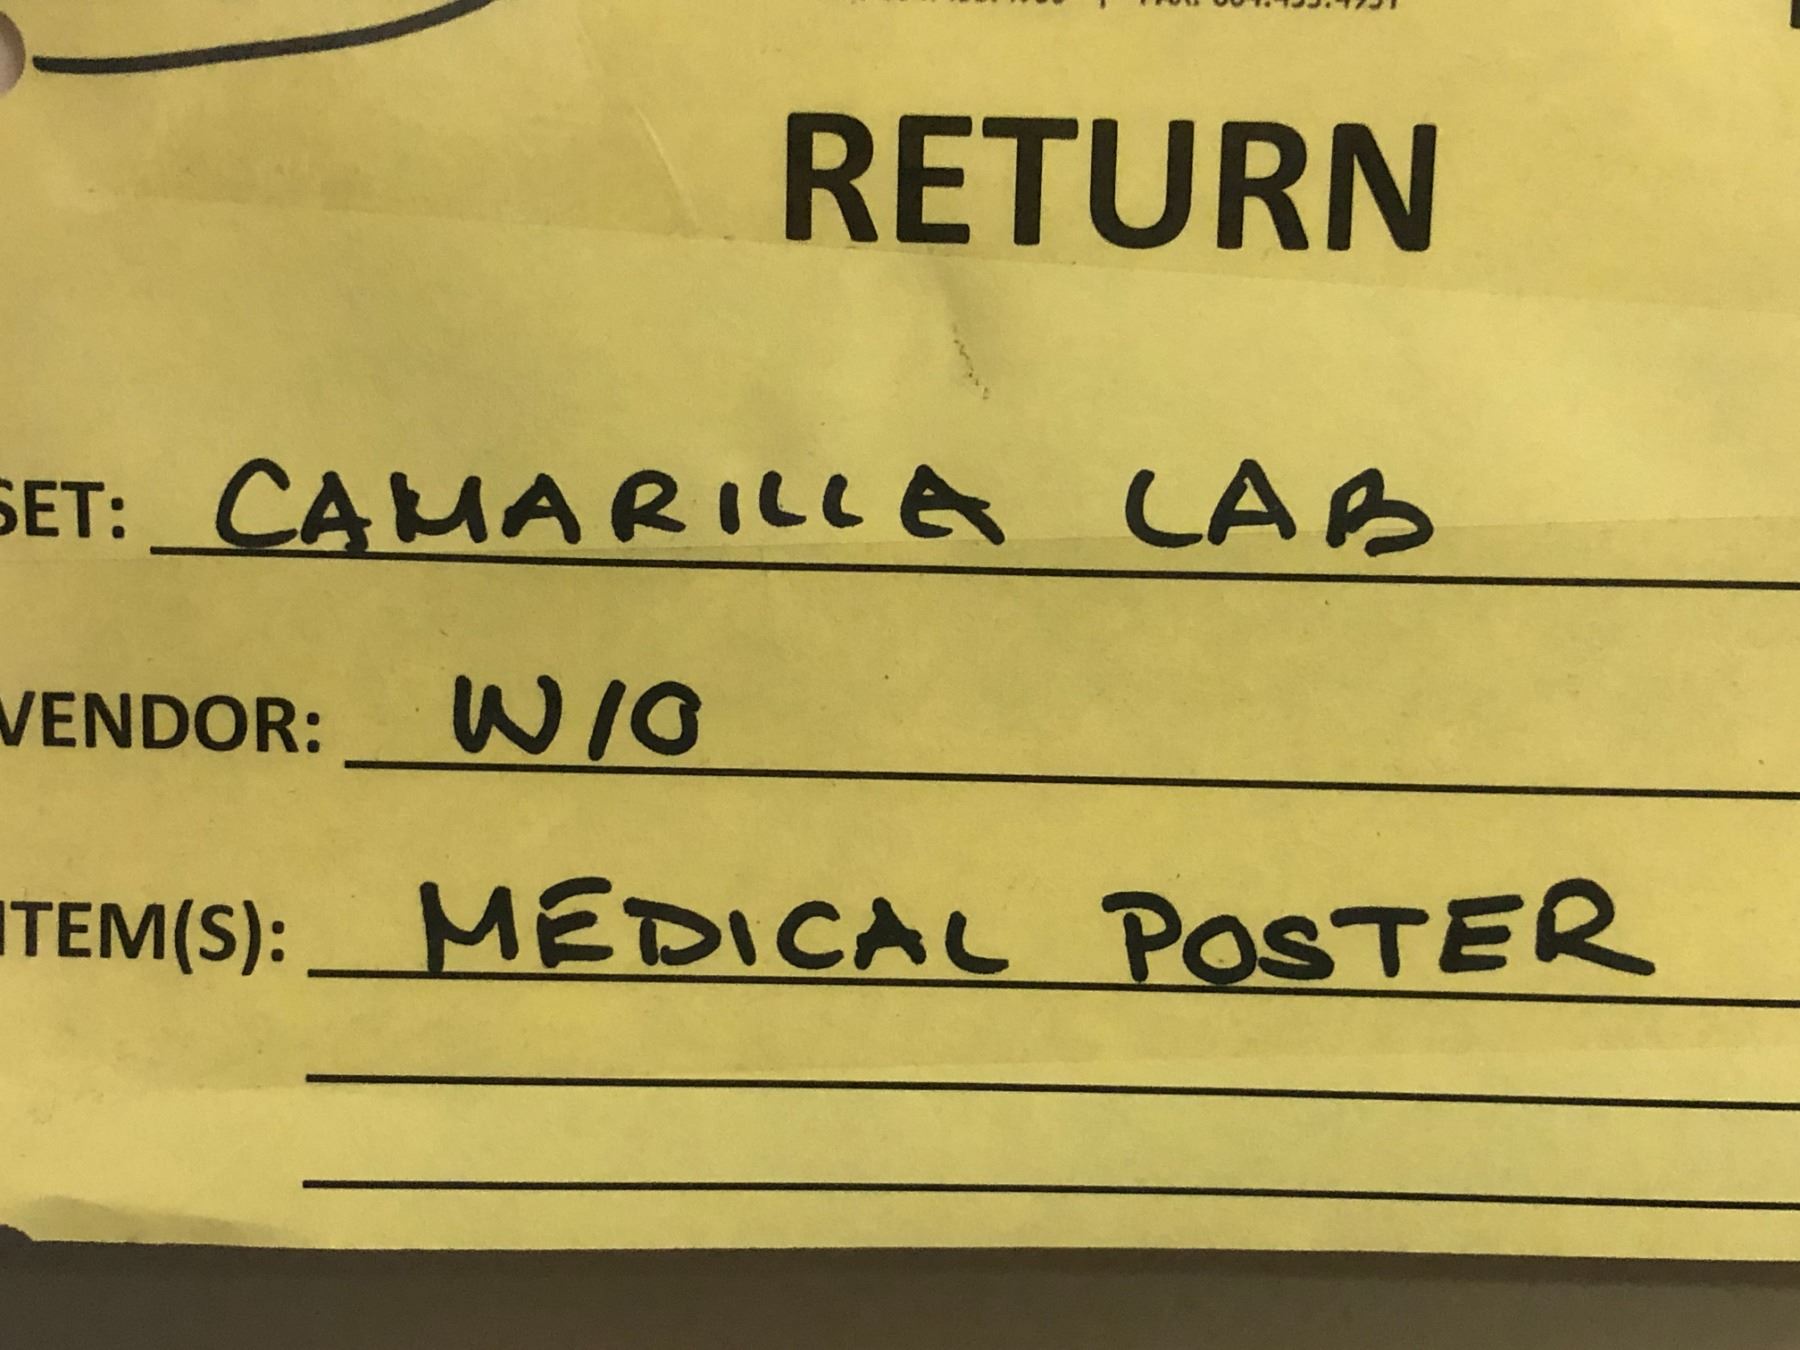 RETURN
SET: CAMARILLA LAB
VENDOR: W/O
ITEM(S): MEDICAL POSTER